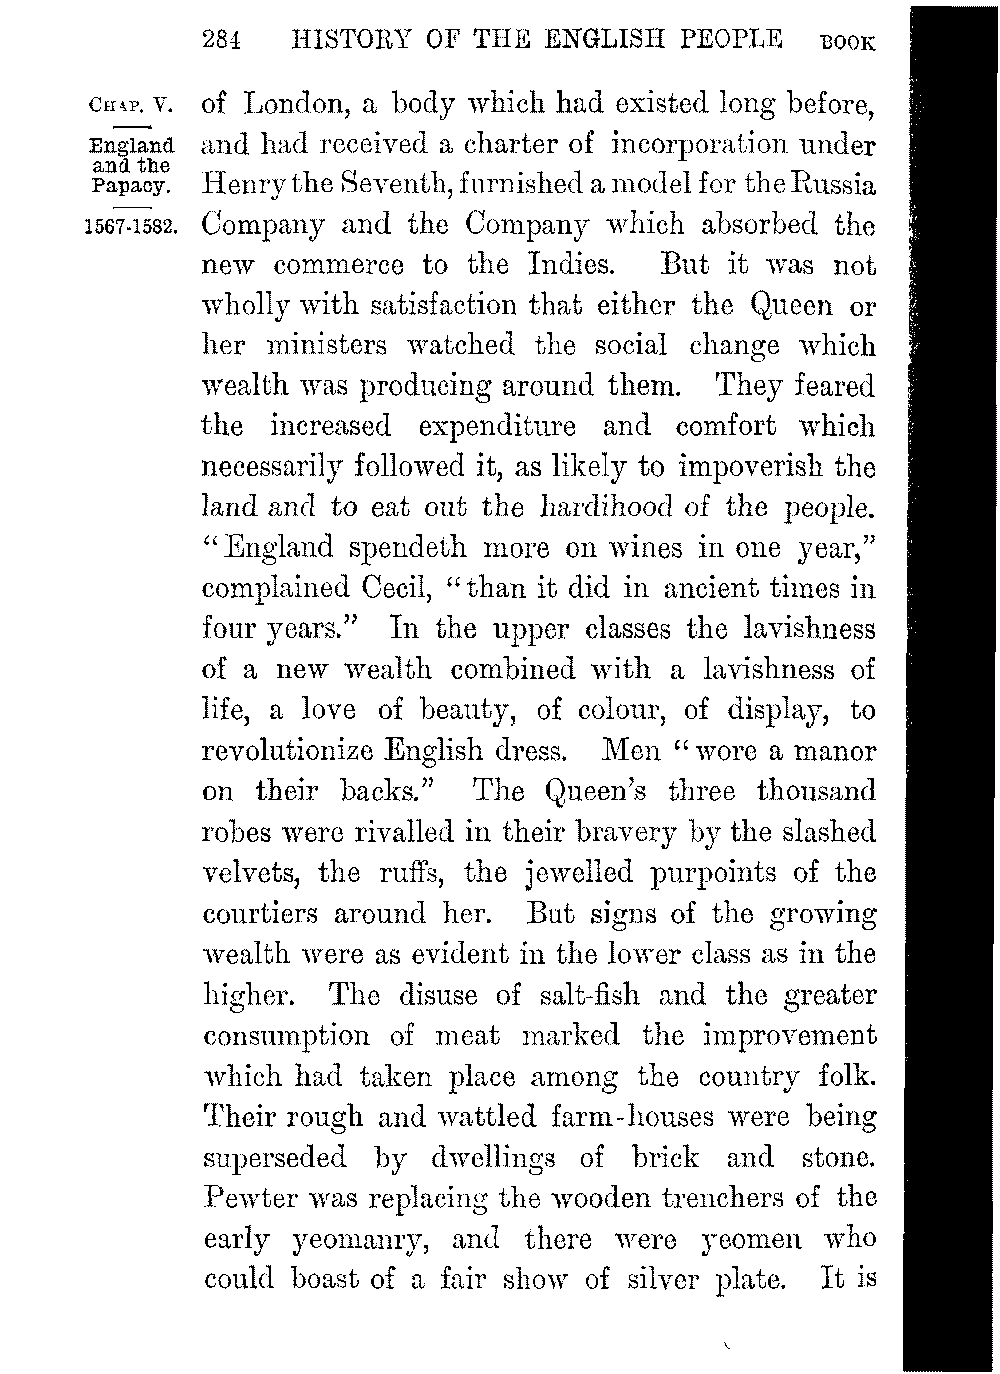 284 HISTORY OF THE ENGLISH PEOPLE BOOK
CHAP. V.
England
and the
Papacy.
1567-1582.
of London, a body which had existed long before,
and had received a charter of incorporation under
Henry the Seventh, furnished a model for the Russia
Company and the Company which absorbed the
new commerce to the Indies. But it was not
wholly with satisfaction that either the Queen or
her ministers watched the social change which
wealth was producing around them. They feared
the increased expenditure and comfort which
necessarily followed it, as likely to impoverish the
land and to eat out the hardihood of the people.
“England spendeth more on wines in one year,”
complained Cecil, “than it did in ancient times in
four years.” In the upper classes the lavishness
of a new wealth combined with a lavishness of
life, a love of beauty, of colour, of display, to
revolutionize English dress. Men “wore a manor
on their backs.” The Queen's three thousand
robes were rivalled in their bravery by the slashed
velvets, the ruffs, the jewelled purpoints of the
courtiers around her. But signs of the growing
wealth were as evident in the lower class as in the
higher. The disuse of salt-fish and the greater
consumption of meat marked the improvement
which had taken place among the country folk.
Their rough and wattled farm-houses were being
superseded by dwellings of brick and stone.
Pewter was replacing the wooden trenchers of the
early yeomanry, and there were yeomen who
could boast of a fair show of silver plate. It is